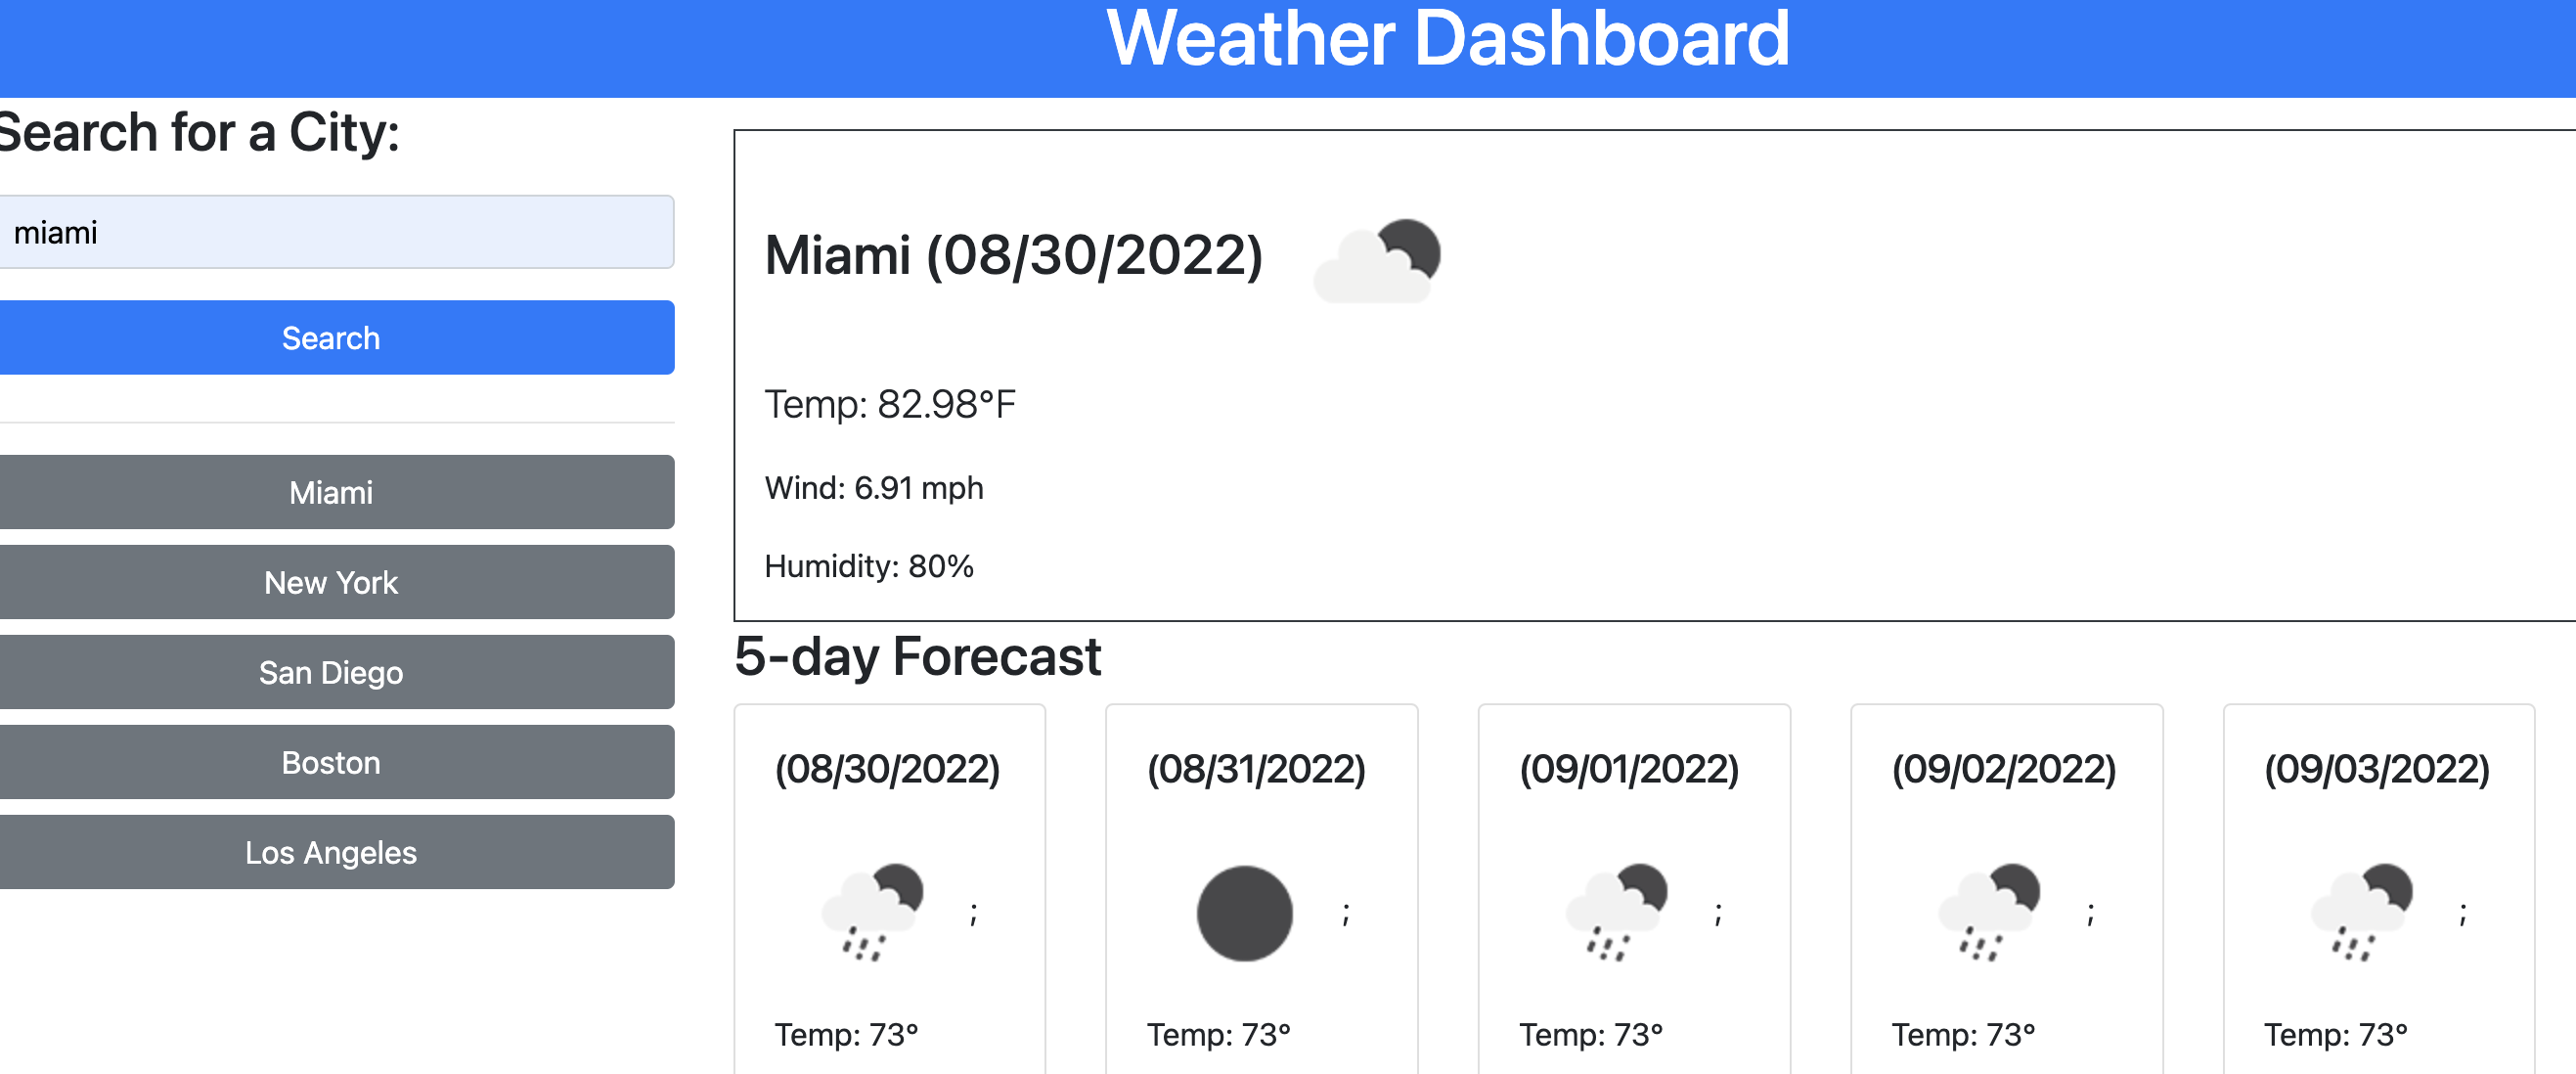 Weather Dashboard
Search for a City:
miami
Search
Miami
New York
San Diego
Boston
Los Angeles
Miami (08/30/2022)
Temp: 82.98°F
Wind: 6.91 mph
Humidity: 80%
5-day Forecast
(08/30/2022)
;
Temp: 73°
(08/31/2022)
;
Temp: 73°
(09/01/2022)
;
Temp: 73°
(09/02/2022)
;
Temp: 73°
(09/03/2022)
;
Temp: 73°